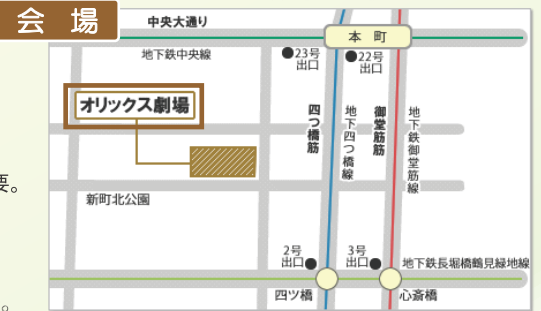 会 場
中央大通り
本 町
地下鉄中央線
23号
出口
22号
出口
オリックス劇場
四つ橋筋
地下四つ橋線
御堂筋筋
地下鉄御堂筋線
要。
新町北公園
2号
出口
3号
出口
地下鉄長堀橋鶴見緑地線
四ツ橋
心斎橋
。